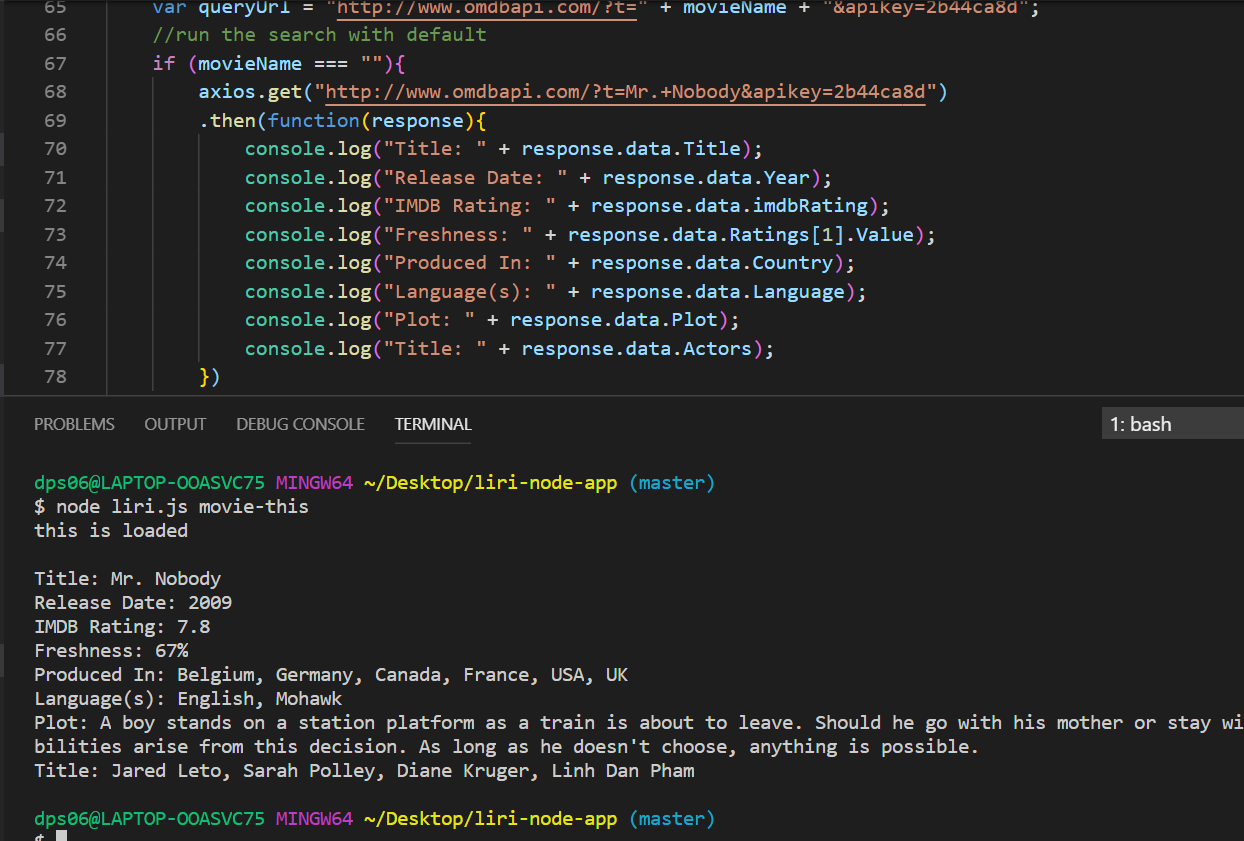 65 var queryUrl = "http://www.omdbapi.com/?t=" + movieName + "&apikey=2b44ca8d";
66 //run the search with default
67 if (movieName === ""){
68 axios.get("http://www.omdbapi.com/?t=Mr.+Nobody&apikey=2b44ca8d")
69 .then(function(response){
70 console.log("Title: " + response.data.Title);
71 console.log("Release Date: " + response.data.Year);
72 console.log("IMDB Rating: " + response.data.imdbRating);
73 console.log("Freshness: " + response.data.Ratings[1].Value);
74 console.log("Produced In: " + response.data.Country);
75 console.log("Language(s): " + response.data.Language);
76 console.log("Plot: " + response.data.Plot);
77 console.log("Title: " + response.data.Actors);
78 })
PROBLEMS OUTPUT DEBUG CONSOLE TERMINAL 1: bash
dps06@LAPTOP-OOASVC75 MINGW64 ~/Desktop/liri-node-app (master)
$ node liri.js movie-this
this is loaded
Title: Mr. Nobody
Release Date: 2009
IMDB Rating: 7.8
Freshness: 67%
Produced In: Belgium, Germany, Canada, France, USA, UK
Language(s): English, Mohawk
Plot: A boy stands on a station platform as a train is about to leave. Should he go with his mother or stay wi
bilities arise from this decision. As long as he doesn't choose, anything is possible.
Title: Jared Leto, Sarah Polley, Diane Kruger, Linh Dan Pham
dps06@LAPTOP-OOASVC75 MINGW64 ~/Desktop/liri-node-app (master)
$